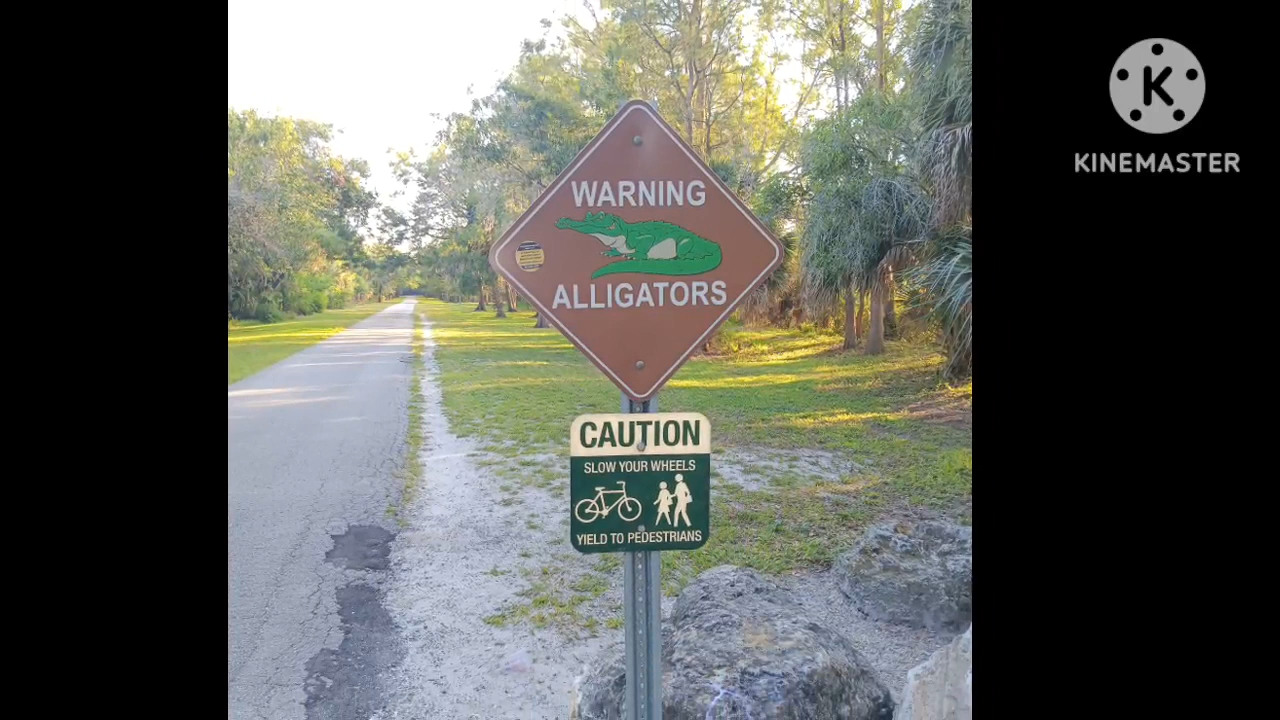 WARNING
ALLIGATORS
CAUTION
SLOW YOUR WHEELS
YIELD TO PEDESTRIANS
K
KINEMASTER